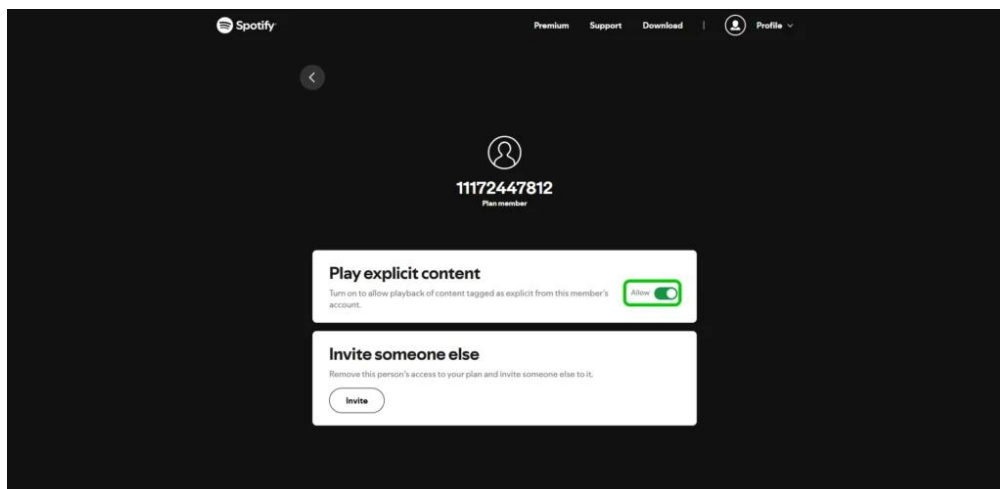 Spotify
Premium Support Download | Profile
11172447812
Plan member
Play explicit content
Turn on to allow playback of content tagged as explicit from this member's
account.
Allow
Invite someone else
Remove this person's access to your plan and invite someone else to it.
Invite